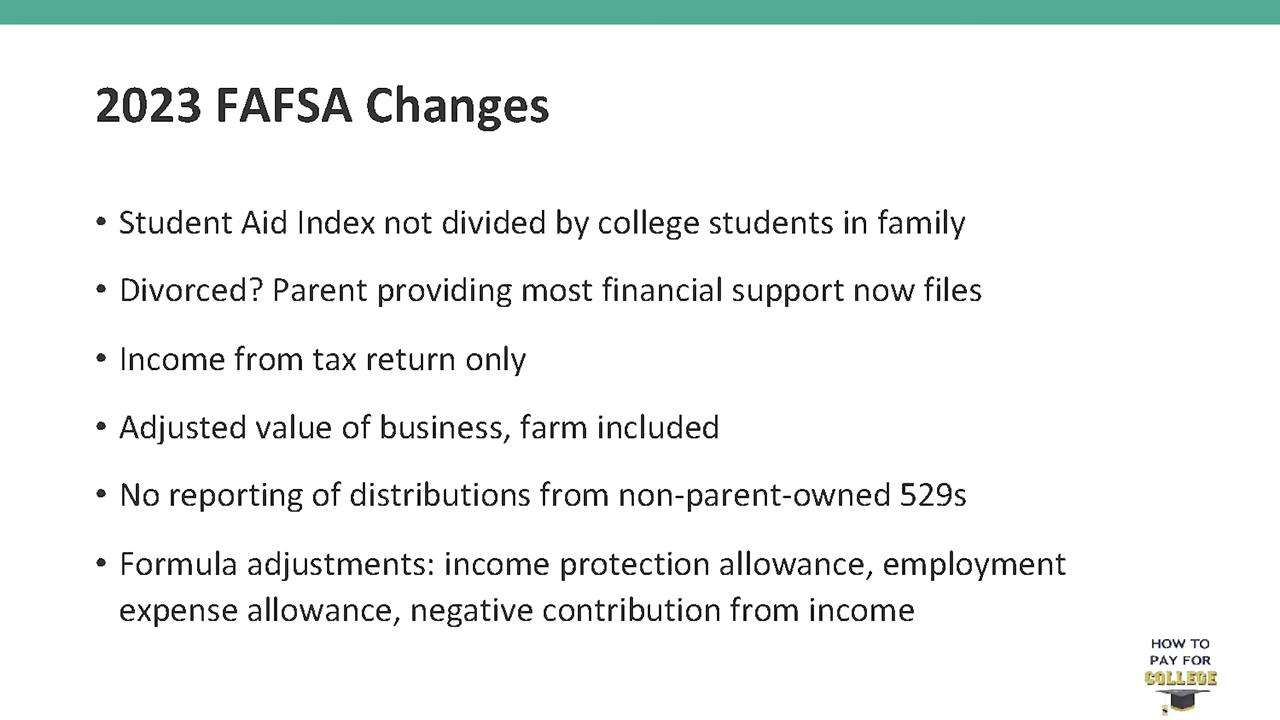 2023 FAFSA Changes
• Student Aid Index not divided by college students in family
• Divorced? Parent providing most financial support now files
• Income from tax return only
• Adjusted value of business, farm included
• No reporting of distributions from non-parent-owned 529s
• Formula adjustments: income protection allowance, employment
expense allowance, negative contribution from income
HOW TO
PAY FOR
COLLEGE